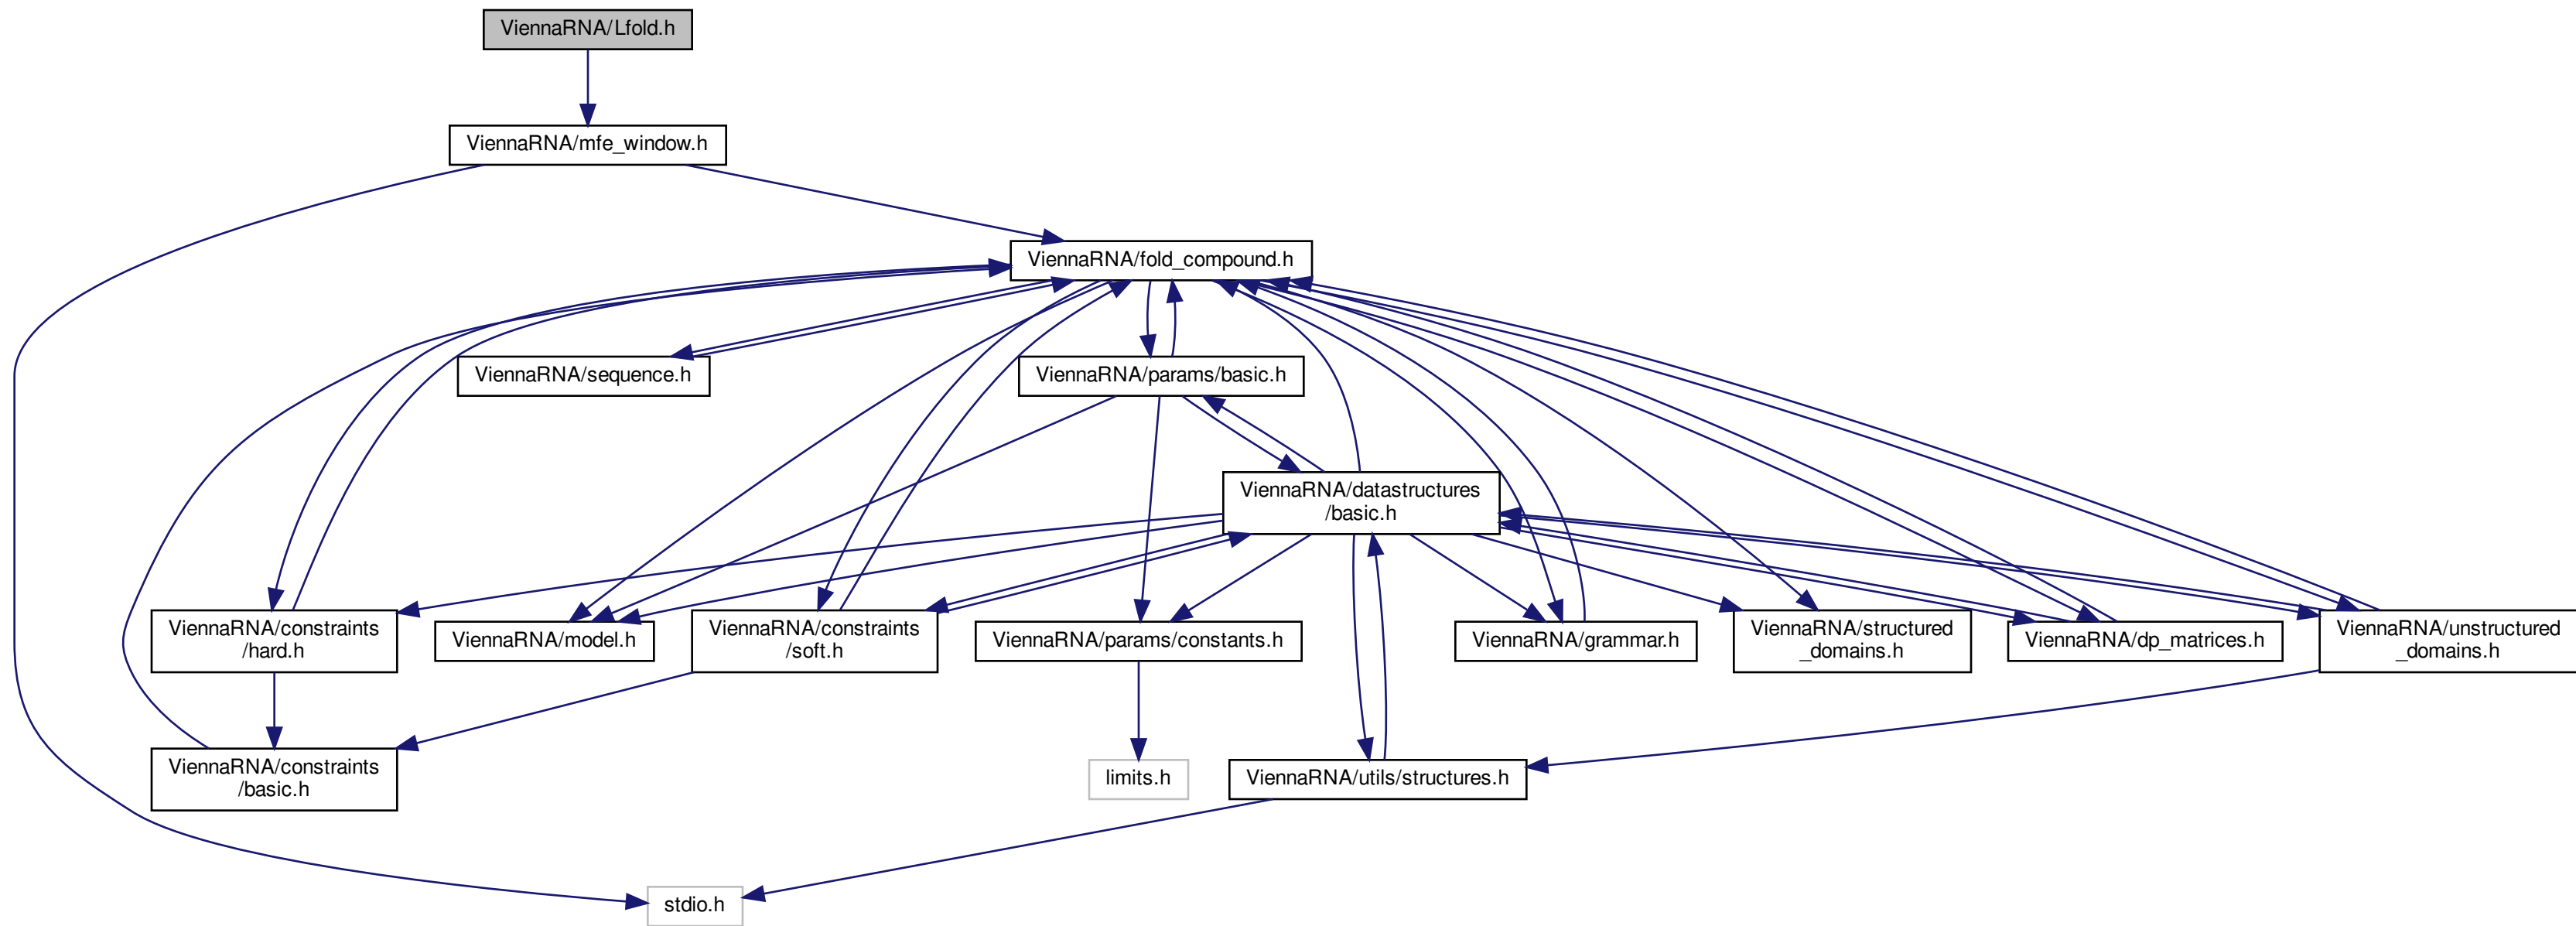 ViennaRNA/Lfold.h
ViennaRNA/mfe_window.h
ViennaRNA/fold_compound.h
ViennaRNA/sequence.h
ViennaRNA/params/basic.h
ViennaRNA/datastructures
/basic.h
ViennaRNA/constraints
/hard.h
ViennaRNA/model.h
ViennaRNA/constraints
/soft.h
ViennaRNA/params/constants.h
ViennaRNA/grammar.h
ViennaRNA/structured
_domains.h
ViennaRNA/dp_matrices.h
ViennaRNA/unstructured
_domains.h
ViennaRNA/constraints
/basic.h
limits.h
ViennaRNA/utils/structures.h
stdio.h